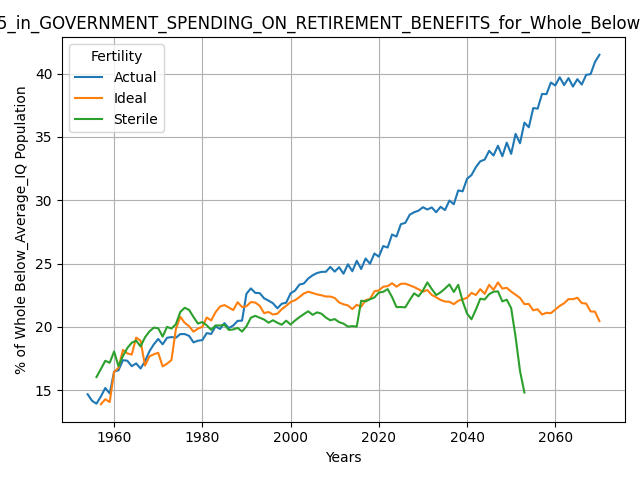 5_in_GOVERNMENT_SPENDING_ON_RETIREMENT_BENEFITS_for_Whole_Below
Fertility
Actual
Ideal
Sterile
% of Whole Below_Average_IQ Population
40
35
30
25
20
15
1960 1980 2000 2020 2040 2060
Years